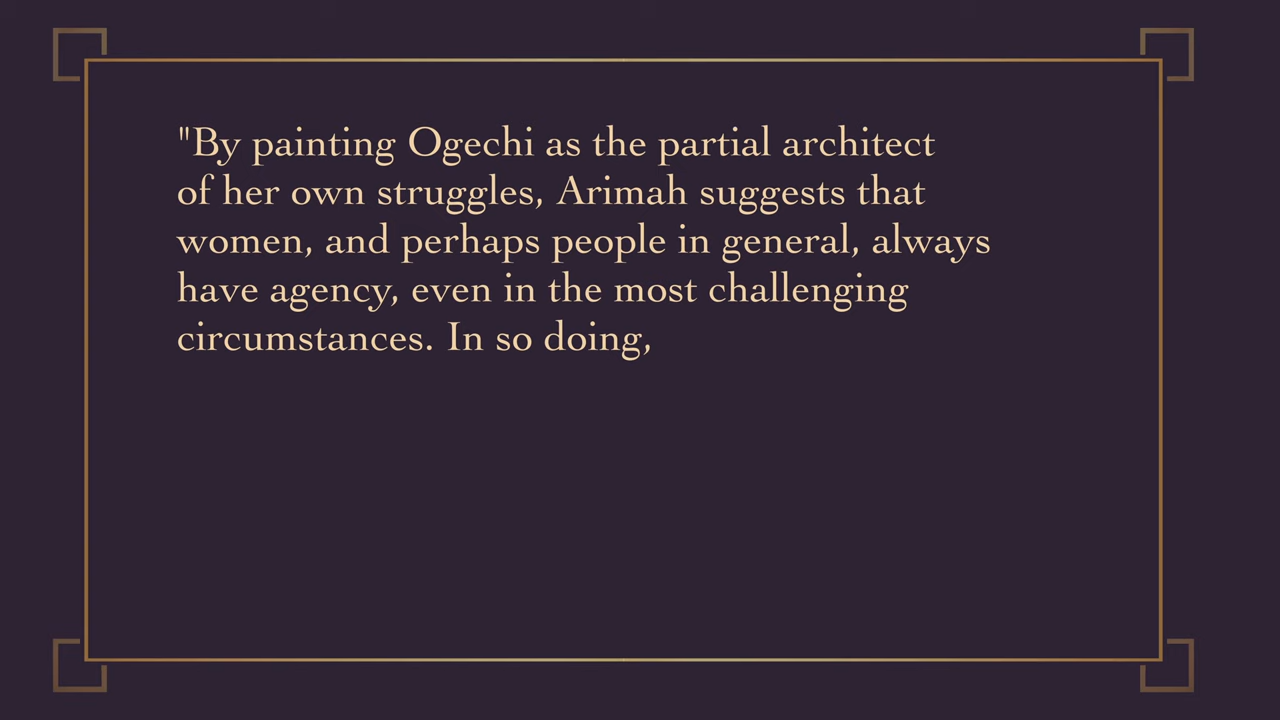 "By painting Ogechi as the partial architect
of her own struggles, Arimah suggests that
women, and perhaps people in general, always
have agency, even in the most challenging
circumstances. In so doing,